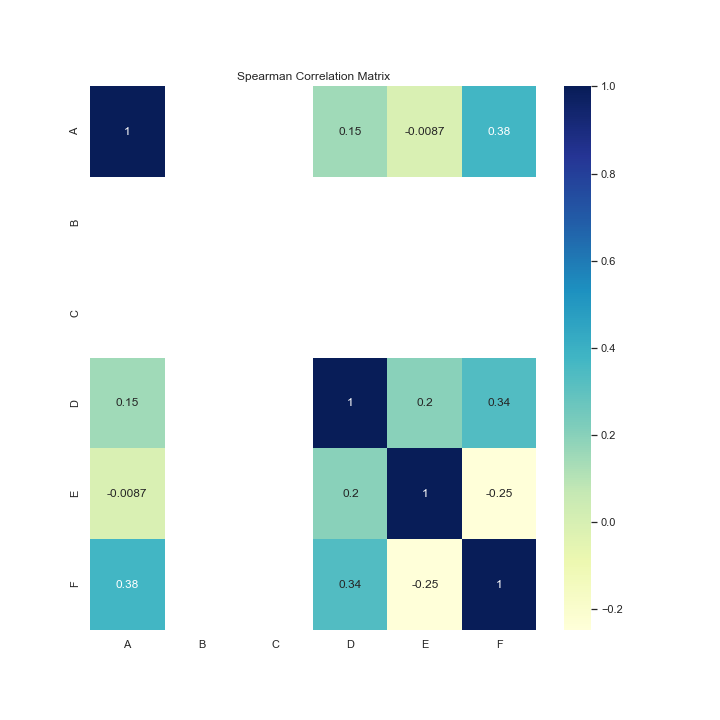 Spearman Correlation Matrix
A 1 0.15 -0.0087 0.38
B
C
D 0.15 1 0.2 0.34
E -0.0087 0.2 1 -0.25
F 0.38 0.34 -0.25 1
A B C D E F
1.0
0.8
0.6
0.4
0.2
0.0
−0.2